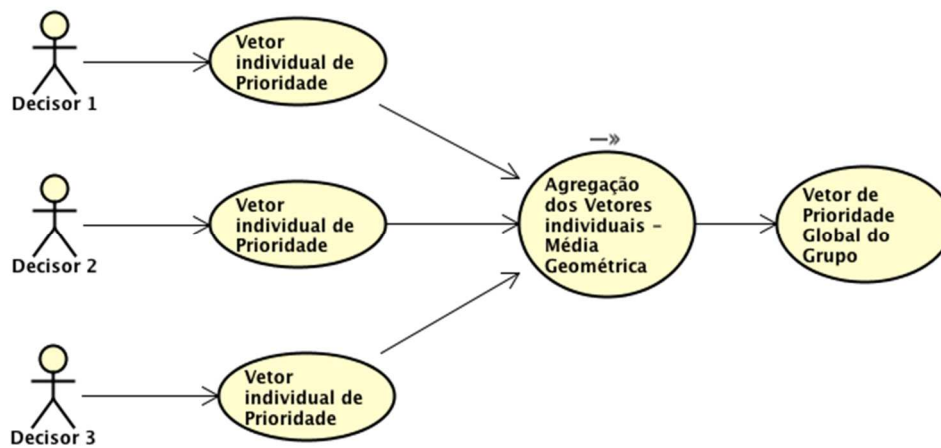 Decisor 1
Vetor
individual de
Prioridade
Decisor 2
Vetor
individual de
Prioridade
Decisor 3
Vetor
individual de
Prioridade
Agregação
dos Vetores
individuais –
Média
Geométrica
Vetor de
Prioridade
Global do
Grupo